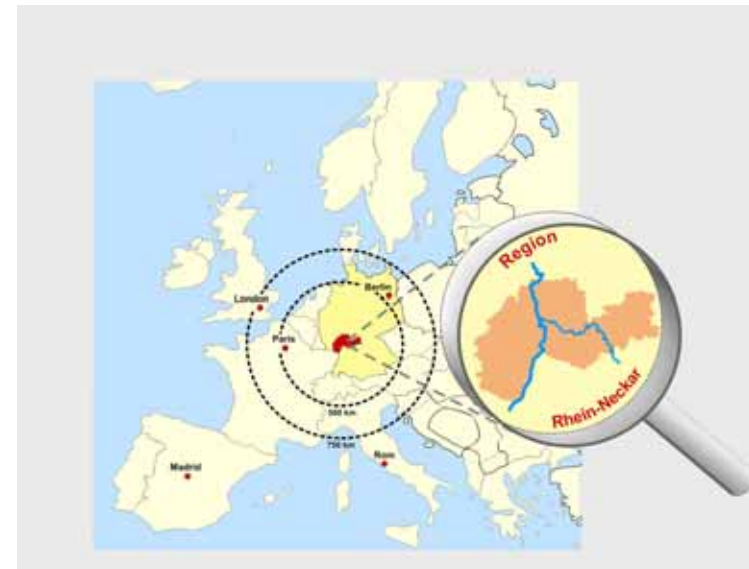 Region
Berlin
London
Paris
Rhein-Neckar
500 km
750 km
Rom
Madrid